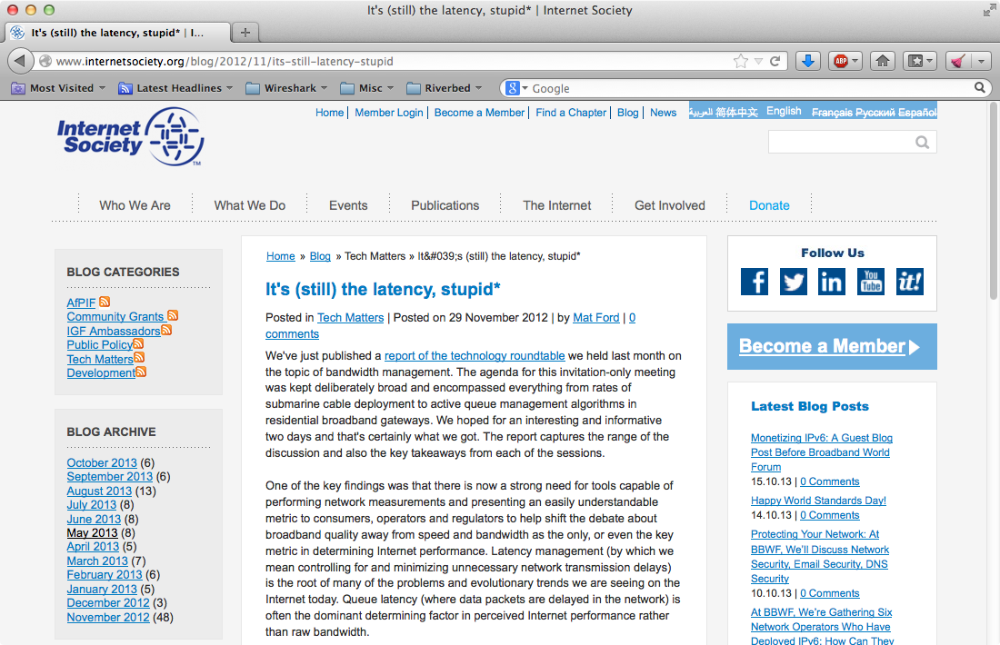 It's (still) the latency, stupid* | Internet Society
It's (still) the latency, stupid* | I...
www.internetsociety.org/blog/2012/11/its-still-latency-stupid
ABP
Most Visited
Latest Headlines
Wireshark
Misc
Riverbed
Google
Internet Society
TM
Home | Member Login | Become a Member | Find a Chapter | Blog | News
العربية 简体中文 English Français Русский Español
Who We Are
What We Do
Events
Publications
The Internet
Get Involved
Donate
BLOG CATEGORIES
AfPIF
Community Grants
IGF Ambassadors
Public Policy
Tech Matters
Development
BLOG ARCHIVE
October 2013 (6)
September 2013 (6)
August 2013 (13)
July 2013 (8)
June 2013 (8)
May 2013 (8)
April 2013 (5)
March 2013 (7)
February 2013 (6)
January 2013 (5)
December 2012 (3)
November 2012 (48)
Home » Blog » Tech Matters » It&#039;s (still) the latency, stupid*
It's (still) the latency, stupid*
Posted in Tech Matters | Posted on 29 November 2012 | by Mat Ford | 0
comments
We've just published a report of the technology roundtable we held last month on
the topic of bandwidth management. The agenda for this invitation-only meeting
was kept deliberately broad and encompassed everything from rates of
submarine cable deployment to active queue management algorithms in
residential broadband gateways. We hoped for an interesting and informative
two days and that's certainly what we got. The report captures the range of the
discussion and also the key takeaways from each of the sessions.
One of the key findings was that there is now a strong need for tools capable of
performing network measurements and presenting an easily understandable
metric to consumers, operators and regulators to help shift the debate about
broadband quality away from speed and bandwidth as the only, or even the key
metric in determining Internet performance. Latency management (by which we
mean controlling for and minimizing unnecessary network transmission delays)
is the root of many of the problems and evolutionary trends we are seeing on the
Internet today. Queue latency (where data packets are delayed in the network) is
often the dominant determining factor in perceived Internet performance rather
than raw bandwidth.
Follow Us
f
in
You Tube
it!
Become a Member
Latest Blog Posts
Monetizing IPv6: A Guest Blog
Post Before Broadband World
Forum
15.10.13 | 0 Comments
Happy World Standards Day!
14.10.13 | 0 Comments
Protecting Your Network: At
BBWF, We'll Discuss Network
Security, Email Security, DNS
Security
10.10.13 | 0 Comments
At BBWF, We're Gathering Six
Network Operators Who Have
Deployed IPv6: How Can They